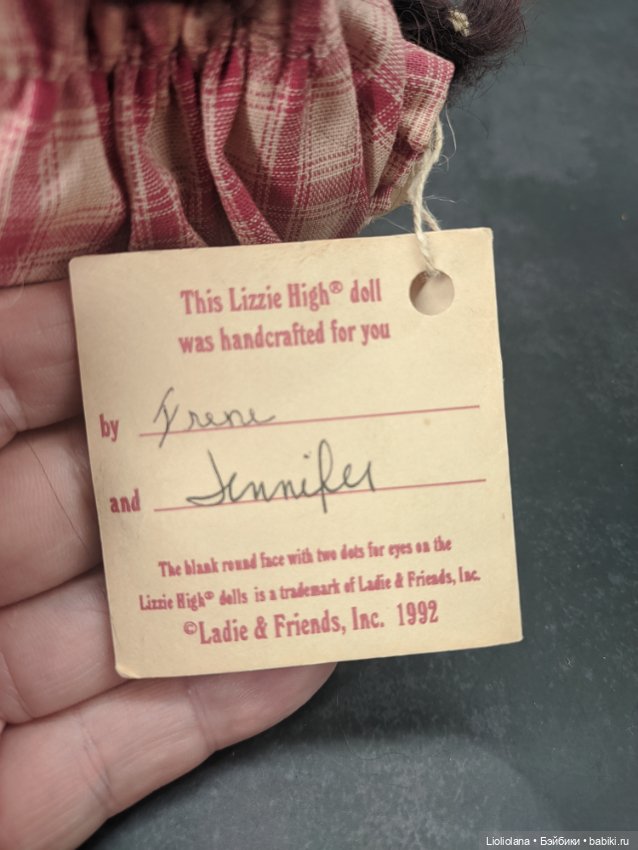 This Lizzie High® doll
was handcrafted for you
by Irene
and Jennifer
The blank round face with two dots for eyes on the
Lizzie High® dolls is a trademark of Ladie & Friends, Inc.
©Ladie & Friends, Inc. 1992
Lioliolana • Бэйбики • babiki.ru